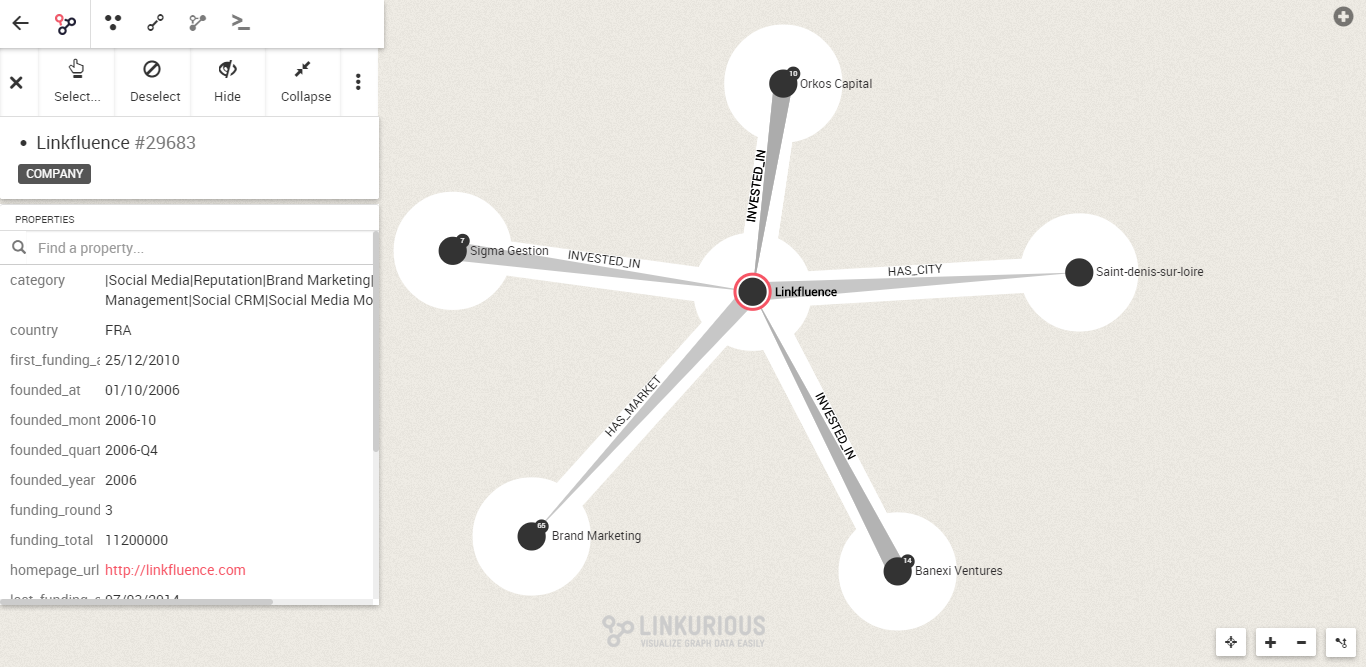 Select...
Deselect
Hide
Collapse
Linkfluence #29683
COMPANY
PROPERTIES
Find a property...
category |Social Media|Reputation|Brand Marketing|
Management|Social CRM|Social Media Mo
country FRA
first_funding_a 25/12/2010
founded_at 01/10/2006
founded_mont 2006-10
founded_quart 2006-Q4
founded_year 2006
funding_round 3
funding_total 11200000
homepage_url http://linkfluence.com
10
Orkos Capital
INVESTED_IN
7
Sigma Gestion
INVESTED_IN
HAS_CITY
Saint-denis-sur-loire
Linkfluence
HAS_MARKET
INVESTED_IN
65
Brand Marketing
14
Banexi Ventures
LINKURIOUS
VISUALIZE GRAPH DATA EASILY